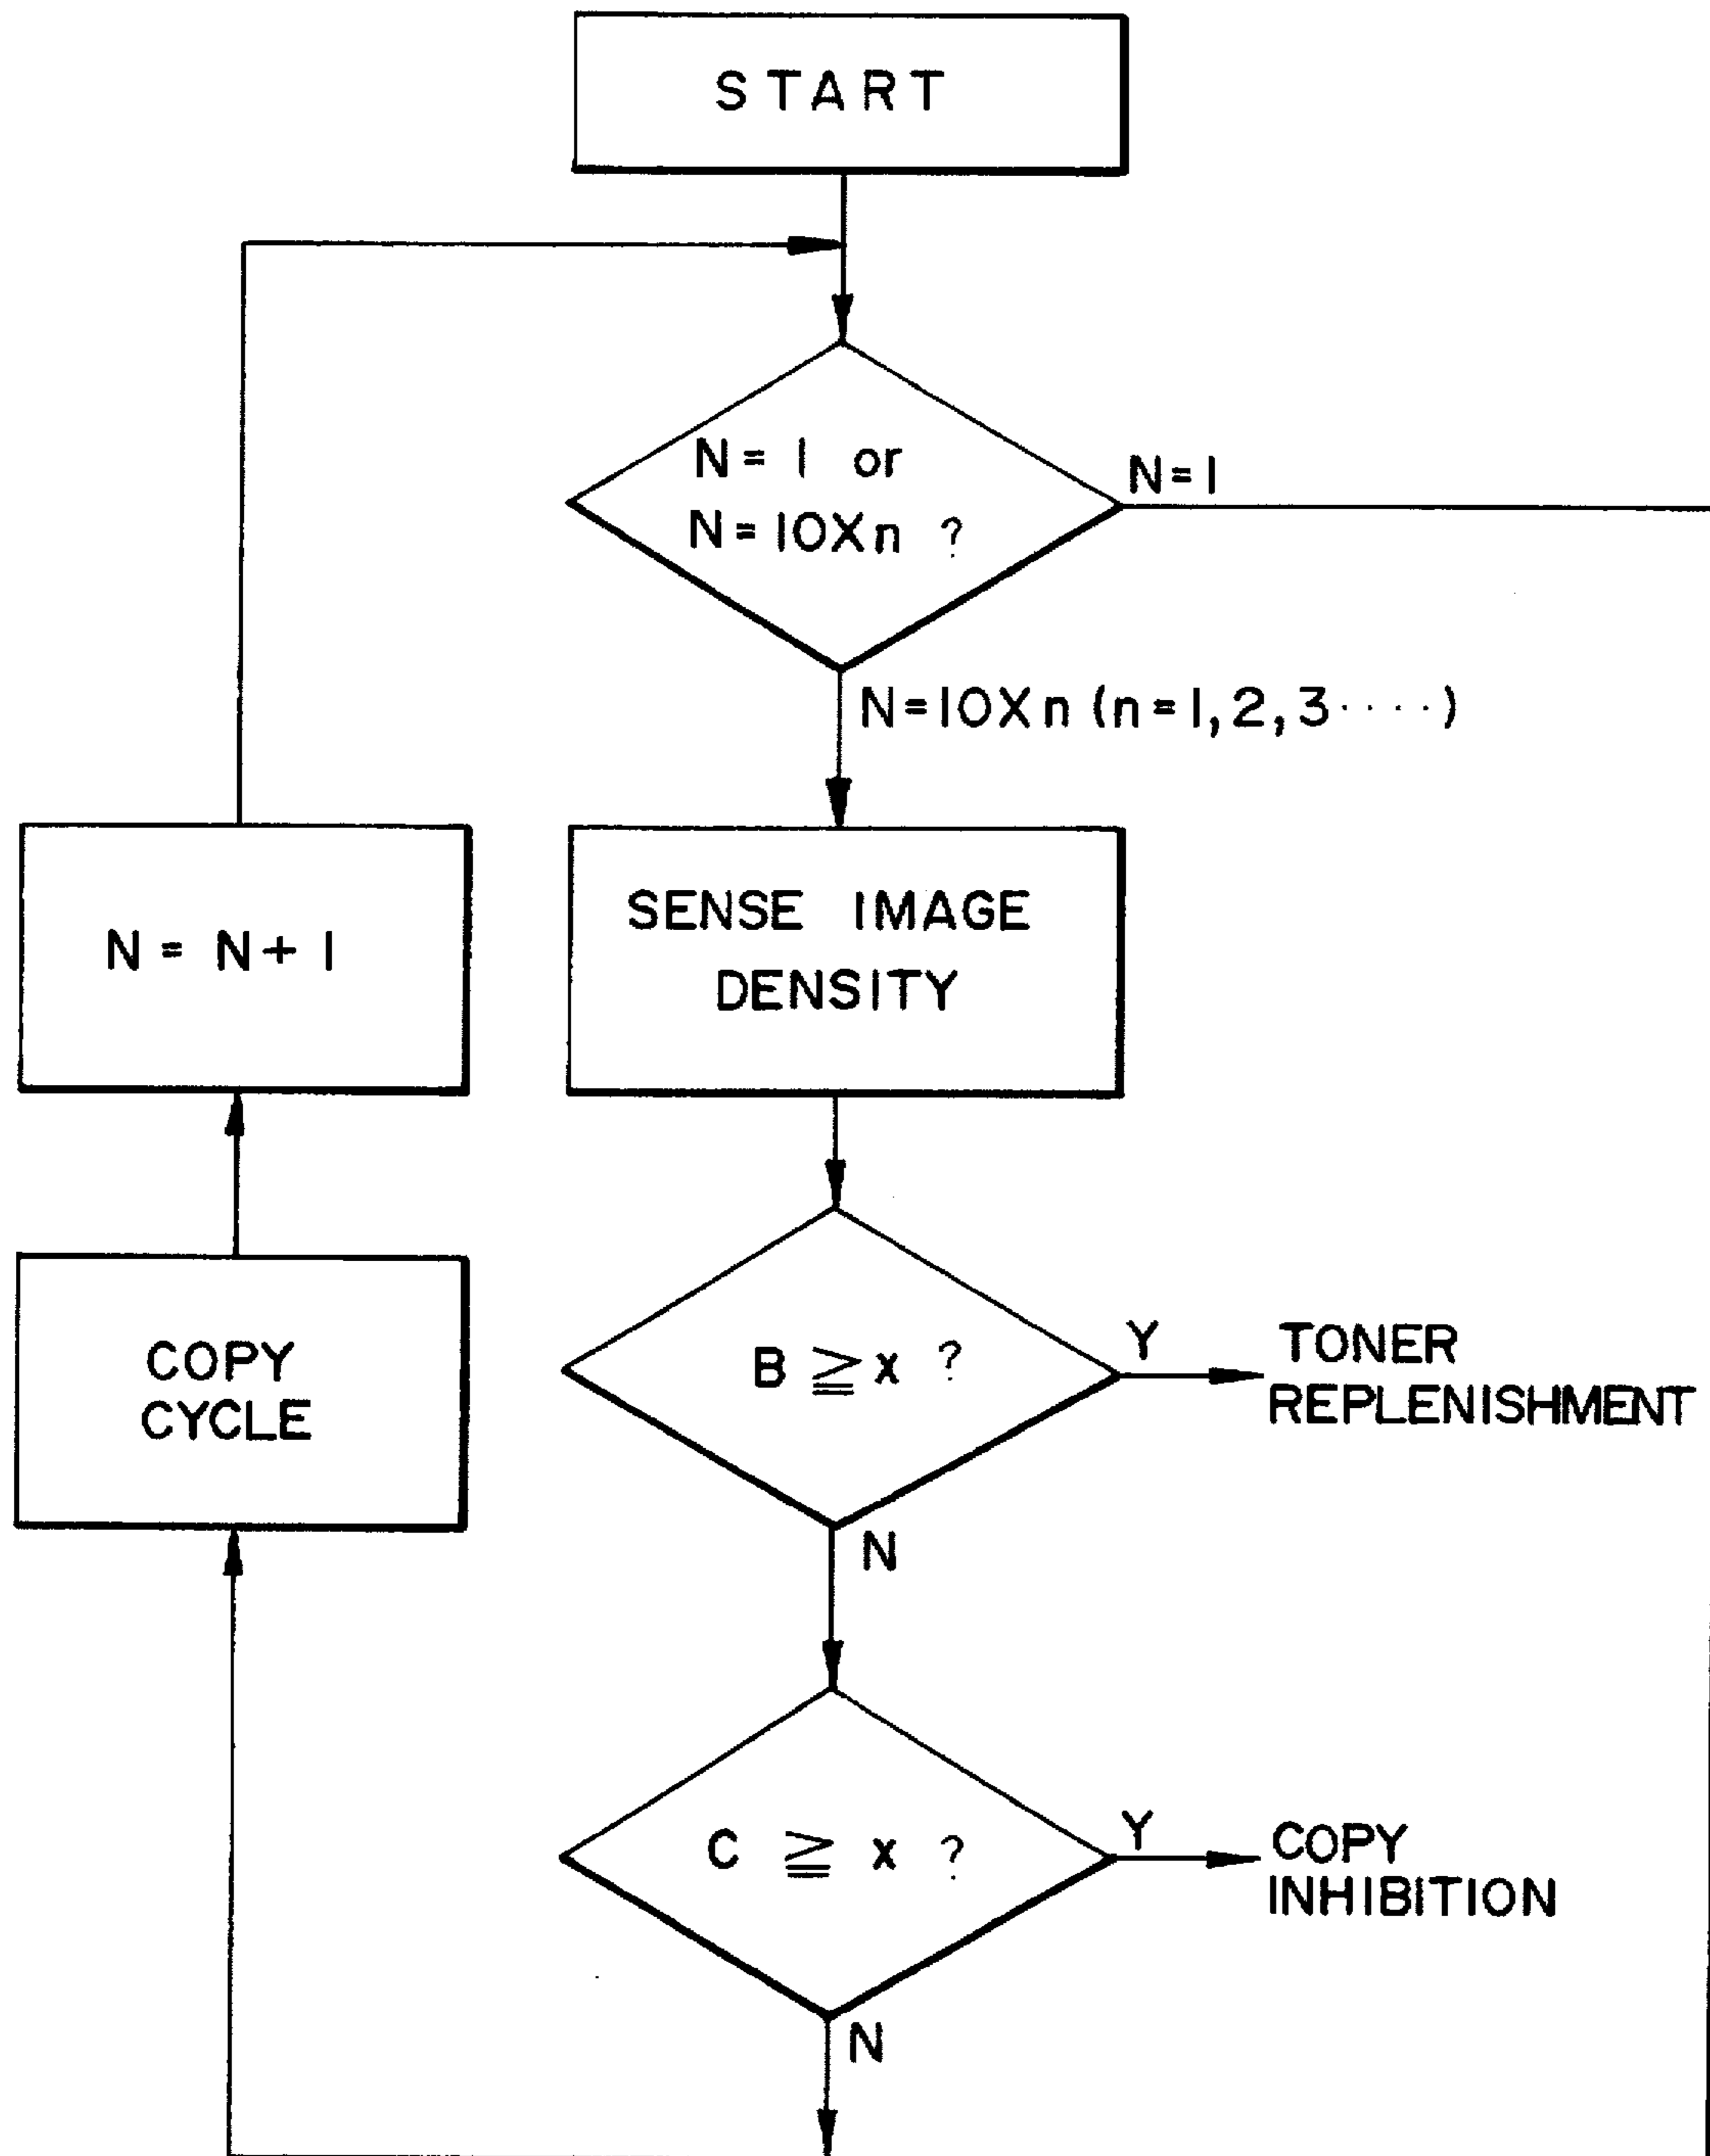 START
N = 1 or
N = 10Xn ?
N=1
N=10Xn (n=1,2,3····)
N = N+1
SENSE IMAGE
DENSITY
COPY
CYCLE
B ≧ x ?
Y
TONER
REPLENISHMENT
N
C ≧ x ?
Y
COPY
INHIBITION
N